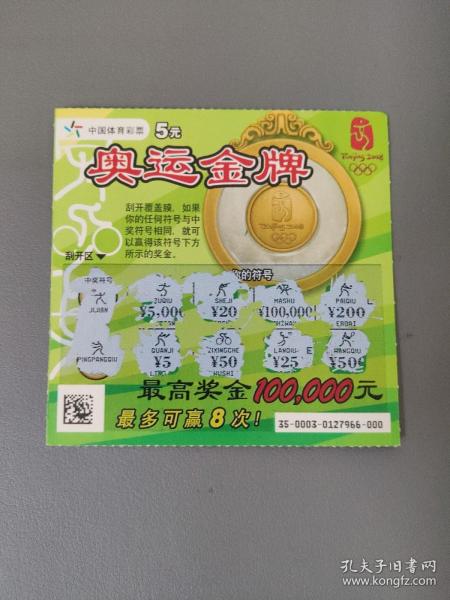 中国体育彩票
5元
Beijing 2008
奥运金牌
刮开覆盖膜，如果
你的任何符号与中
奖符号相同，就可
以赢得该符号下方
所示的奖金。
刮开区
中奖符号
你的符号
JIJIAN
ZUQIU
SHEJI
MASHU
PAIQIU
¥5,000
¥20
¥100,000
¥200
ERBAI
PINGPANGQIU
QUANJI
ZIXINGCHE
LANQIU
¥5
¥50
¥25
¥50
WUSHI
最高奖金100,000元
最多可赢 8 次！
35-0003-0127966-000
孔夫子旧书网
www.kongfz.com